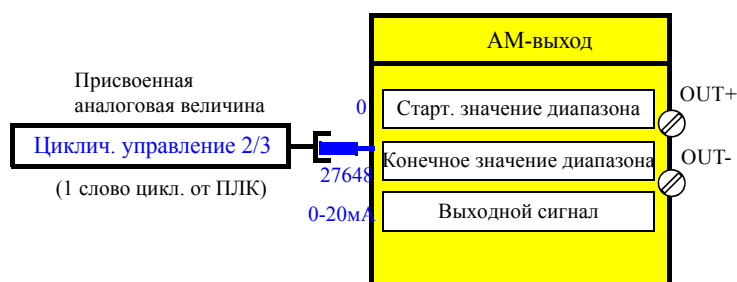 АМ-выход
Присвоенная
аналоговая величина
Циклич. управление 2/3
(1 слово цикл. от ПЛК)
0
Старт. значение диапазона
OUT+
27648
Конечное значение диапазона
OUT-
0-20мА
Выходной сигнал